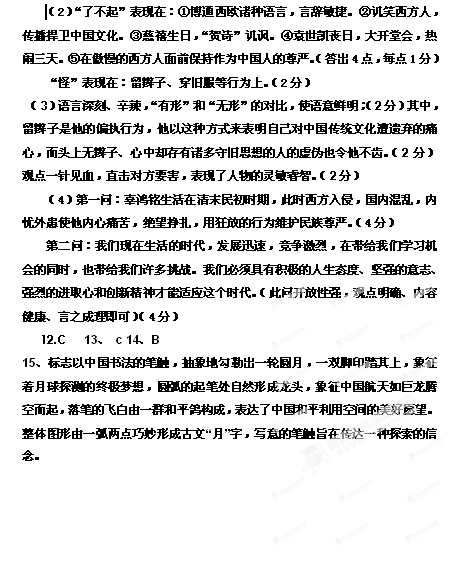 （2）“了不起”表现在：①博通西欧诸种语言，言辞敏捷。②讥笑西方人，
传播捍卫中国文化。③慈禧生日，“贺诗”讥讽。④袁世凯丧日，大开堂会，热
闹三天。⑤在傲慢的西方人面前保持作为中国人的尊严。（答出4点，每点1分）
“怪”表现在：留辫子、穿旧服等行为上。（2分）
（3）语言深刻、辛辣，“有形”和“无形”的对比，使语意鲜明；（2分）其中，
留辫子是他的偏执行为，他以这种方式来表明自己对中国传统文化遭遗弃的痛
心，而头上无辫子、心中却存有诸多守旧思想的人的虚伪也令他不齿。（2分）
观点一针见血，直击对方要害，表现了人物的灵敏睿智。（2分）
（4）第一问：辜鸿铭生活在清末民初时期，此时西方入侵，国内混乱，内
忧外患使他内心痛苦，绝望挣扎，用狂放的行为维护民族尊严。（4分）
第二问：我们现在生活的时代，发展迅速，竞争激烈，在带给我们学习机
会的同时，也带给我们许多挑战。我们必须具有积极的人生态度、坚强的意志、
强烈的进取心和创新精神才能适应这个时代。（此问开放性强，观点明确、内容
健康、言之成理即可）（4分）
12.C 13、 c 14、B
15、标志以中国书法的笔触，抽象地勾勒出一轮圆月，一双脚印踏其上，象征
着月球探测的终极梦想，圆弧的起笔处自然形成龙头，象征中国航天如巨龙腾
空而起，落笔的飞白由一群和平鸽构成，表达了中国和平利用空间的美好愿望。
整体图形由一弧两点巧妙形成古文“月”字，写意的笔触旨在传达一种探索的信
念。